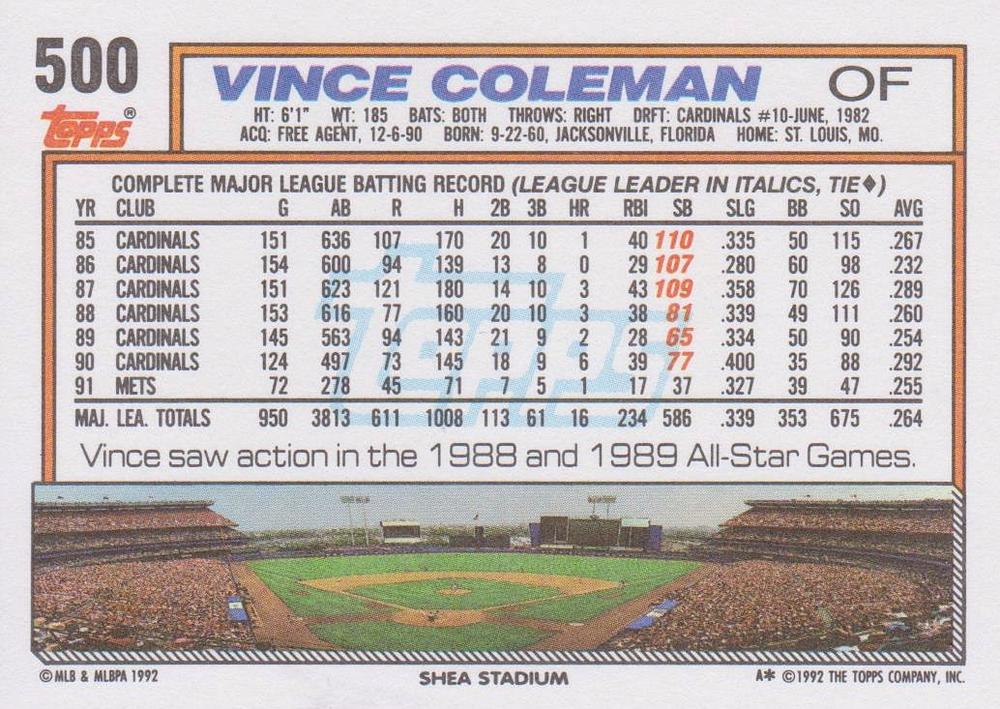 500
Topps®
VINCE COLEMAN OF
HT: 6'1" WT: 185 BATS: BOTH THROWS: RIGHT DRFT: CARDINALS #10-JUNE, 1982
ACQ: FREE AGENT, 12-6-90 BORN: 9-22-60, JACKSONVILLE, FLORIDA HOME: ST. LOUIS, MO.
COMPLETE MAJOR LEAGUE BATTING RECORD (LEAGUE LEADER IN ITALICS, TIE♦)
YR CLUB G AB R H 2B 3B HR RBI SB SLG BB SO AVG
85 CARDINALS 151 636 107 170 20 10 1 40 110 .335 50 115 .267
86 CARDINALS 154 600 94 139 13 8 0 29 107 .280 60 98 .232
87 CARDINALS 151 623 121 180 14 10 3 43 109 .358 70 126 .289
88 CARDINALS 153 616 77 160 20 10 3 38 81 .339 49 111 .260
89 CARDINALS 145 563 94 143 21 9 2 28 65 .334 50 90 .254
90 CARDINALS 124 497 73 145 18 9 6 39 77 .400 35 88 .292
91 METS 72 278 45 71 7 5 1 17 37 .327 39 47 .255
MAJ. LEA. TOTALS 950 3813 611 1008 113 61 16 234 586 .339 353 675 .264
Topps
Vince saw action in the 1988 and 1989 All-Star Games.
©MLB & MLBPA 1992 SHEA STADIUM A* ©1992 THE TOPPS COMPANY, INC.